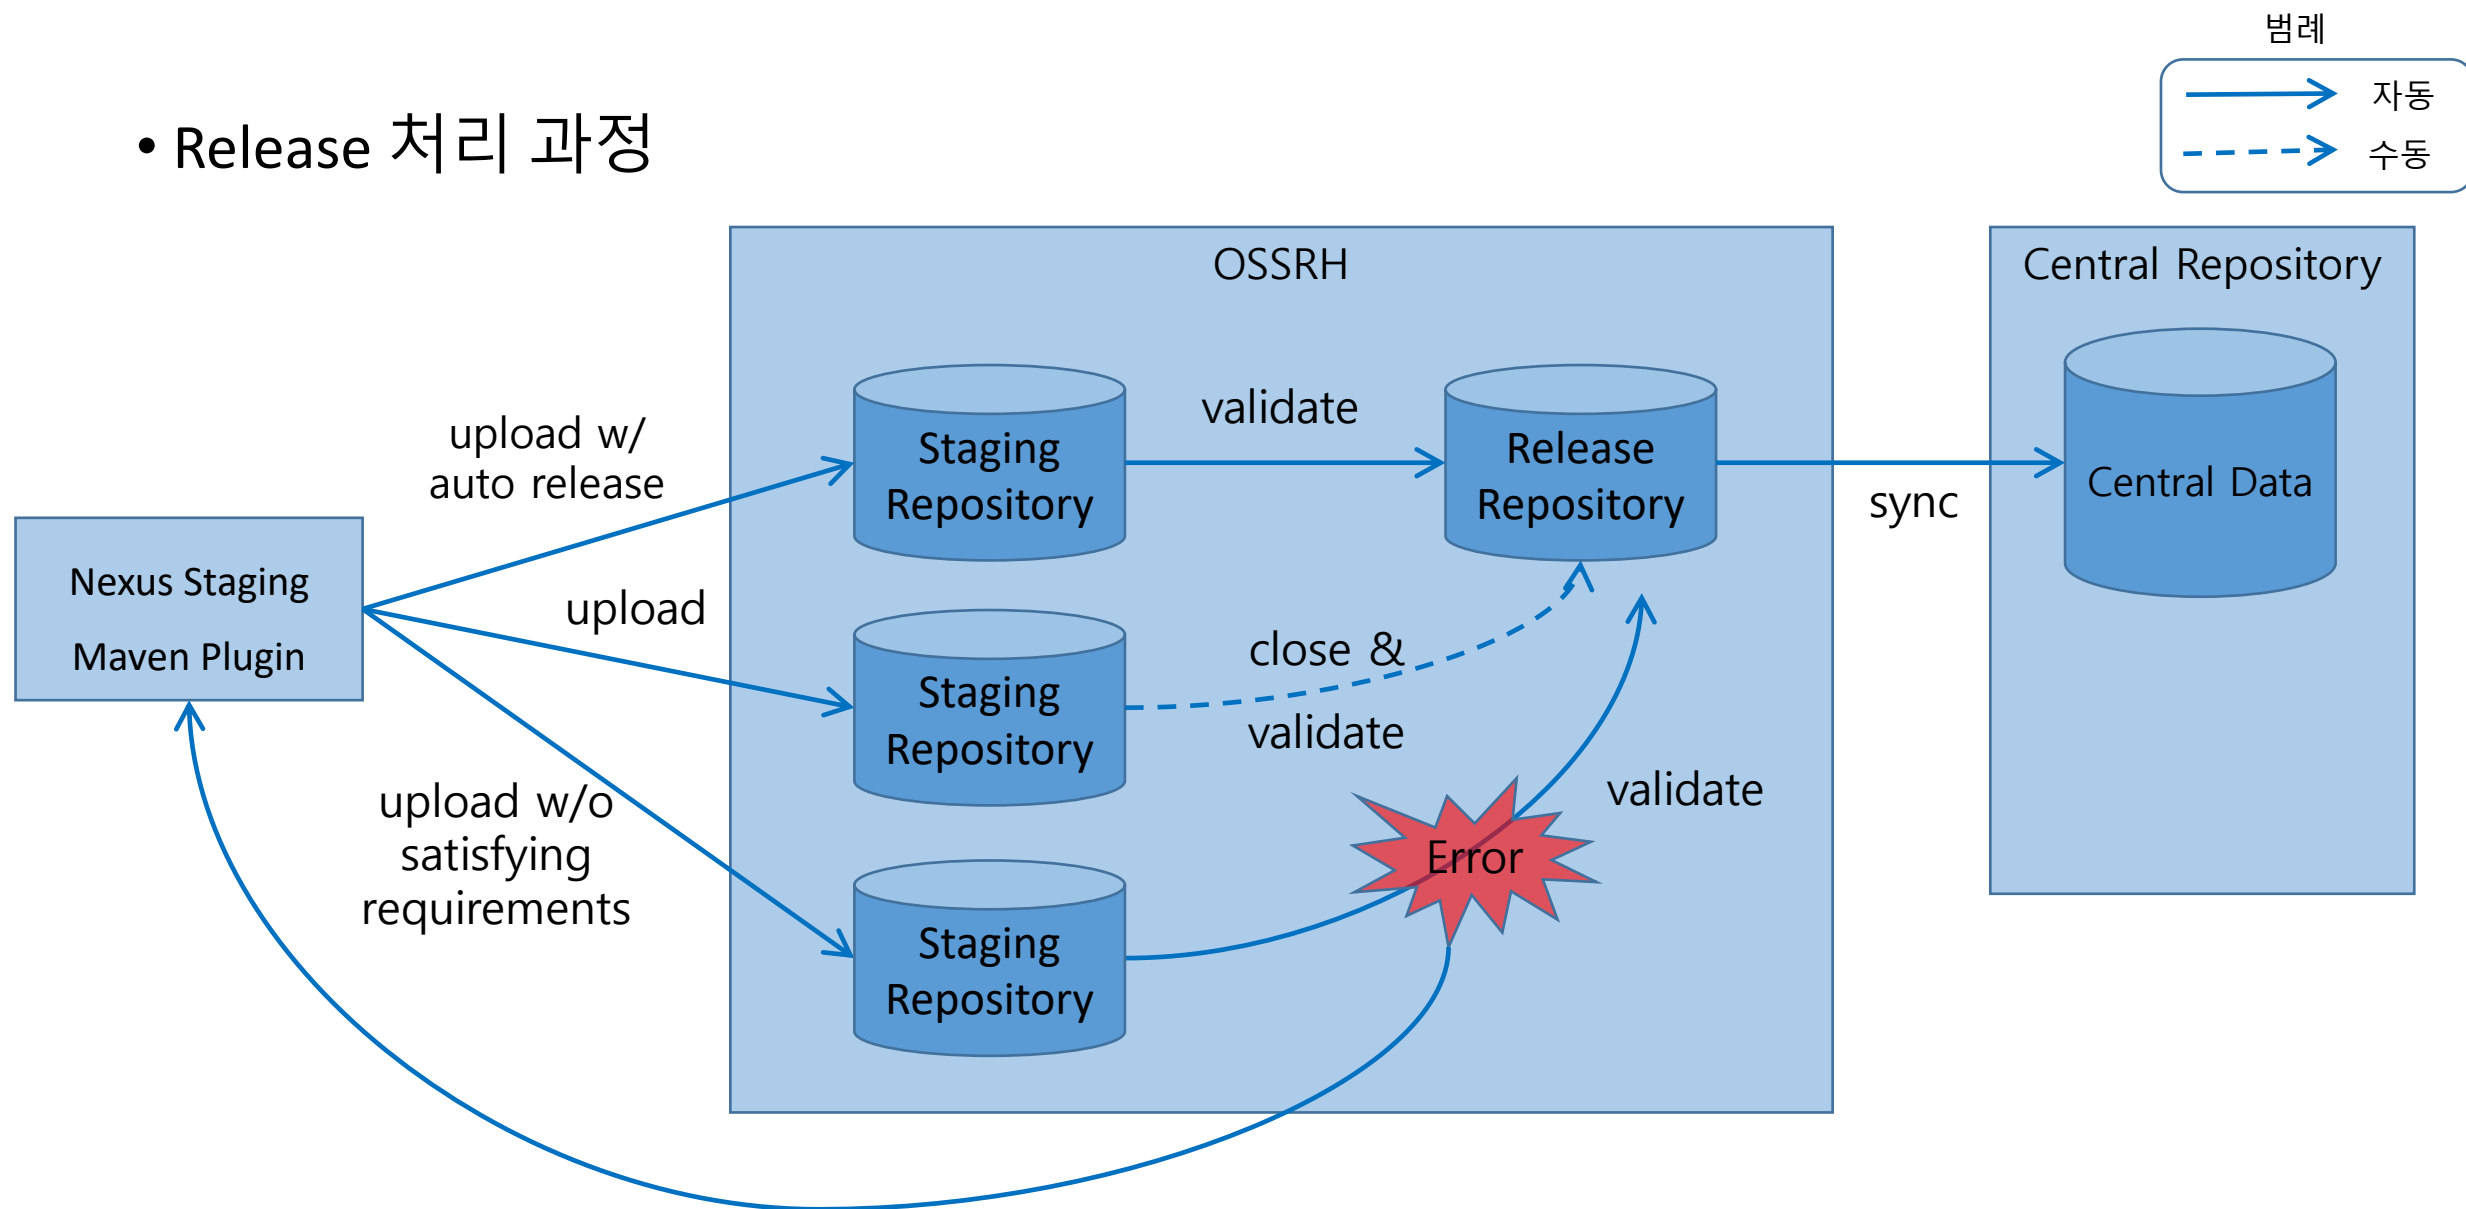 범례
자동
수동
• Release 처리 과정
OSSRH
Central Repository
upload w/
auto release
Staging
Repository
validate
Release
Repository
sync
Central Data
Nexus Staging
Maven Plugin
upload
Staging
Repository
close &
validate
upload w/o
satisfying
requirements
Staging
Repository
Error
validate